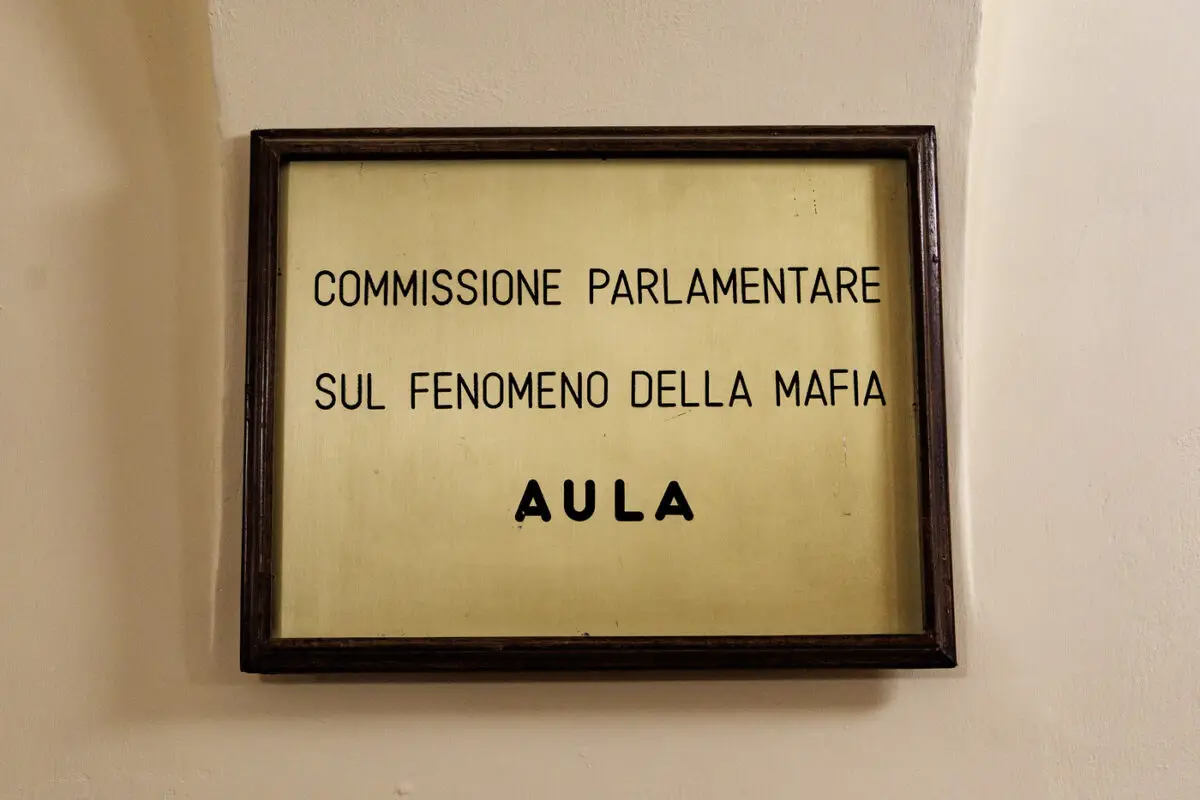 COMMISSIONE PARLAMENTARE
SUL FENOMENO DELLA MAFIA
AULA